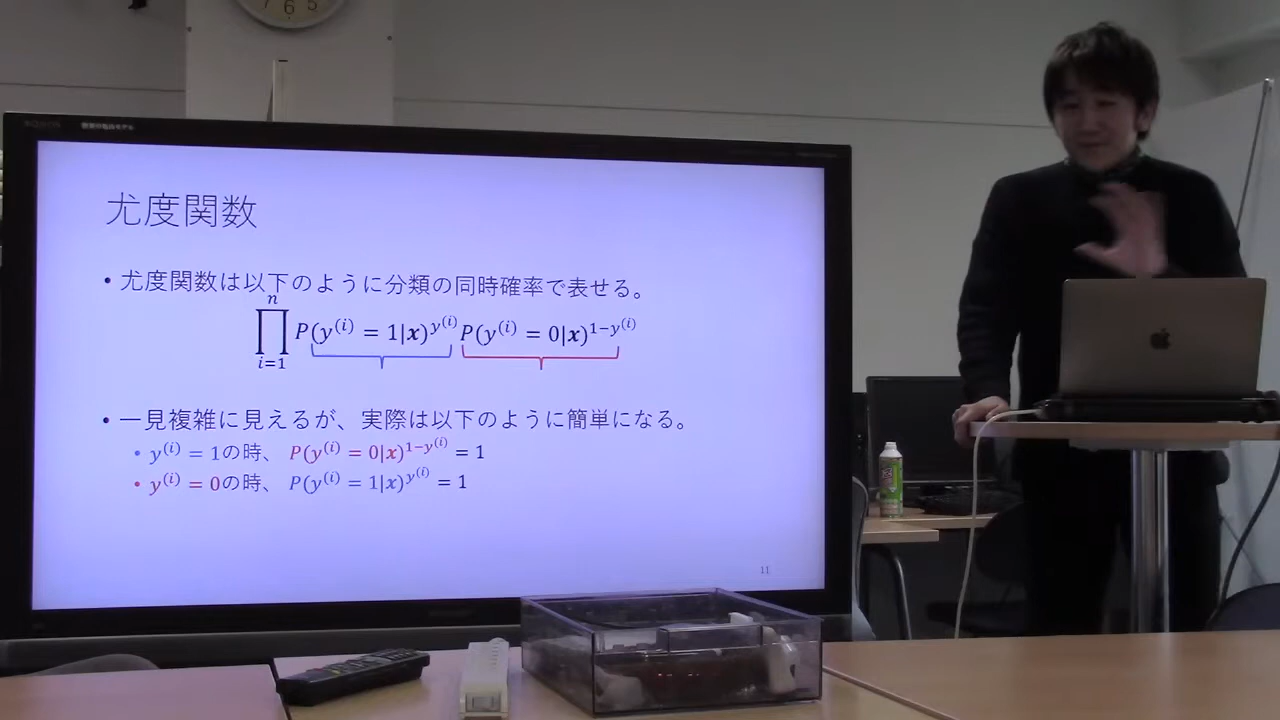 尤度関数
• 尤度関数は以下のように分類の同時確率で表せる。
∏_{i=1}^{n} P(y^{(i)} = 1|x)^{y^{(i)}} P(y^{(i)} = 0|x)^{1−y^{(i)}}
• 一見複雑に見えるが、実際は以下のように簡単になる。
• y^{(i)} = 1の時、 P(y^{(i)} = 0|x)^{1−y^{(i)}} = 1
• y^{(i)} = 0の時、 P(y^{(i)} = 1|x)^{y^{(i)}} = 1
11
7 6 5